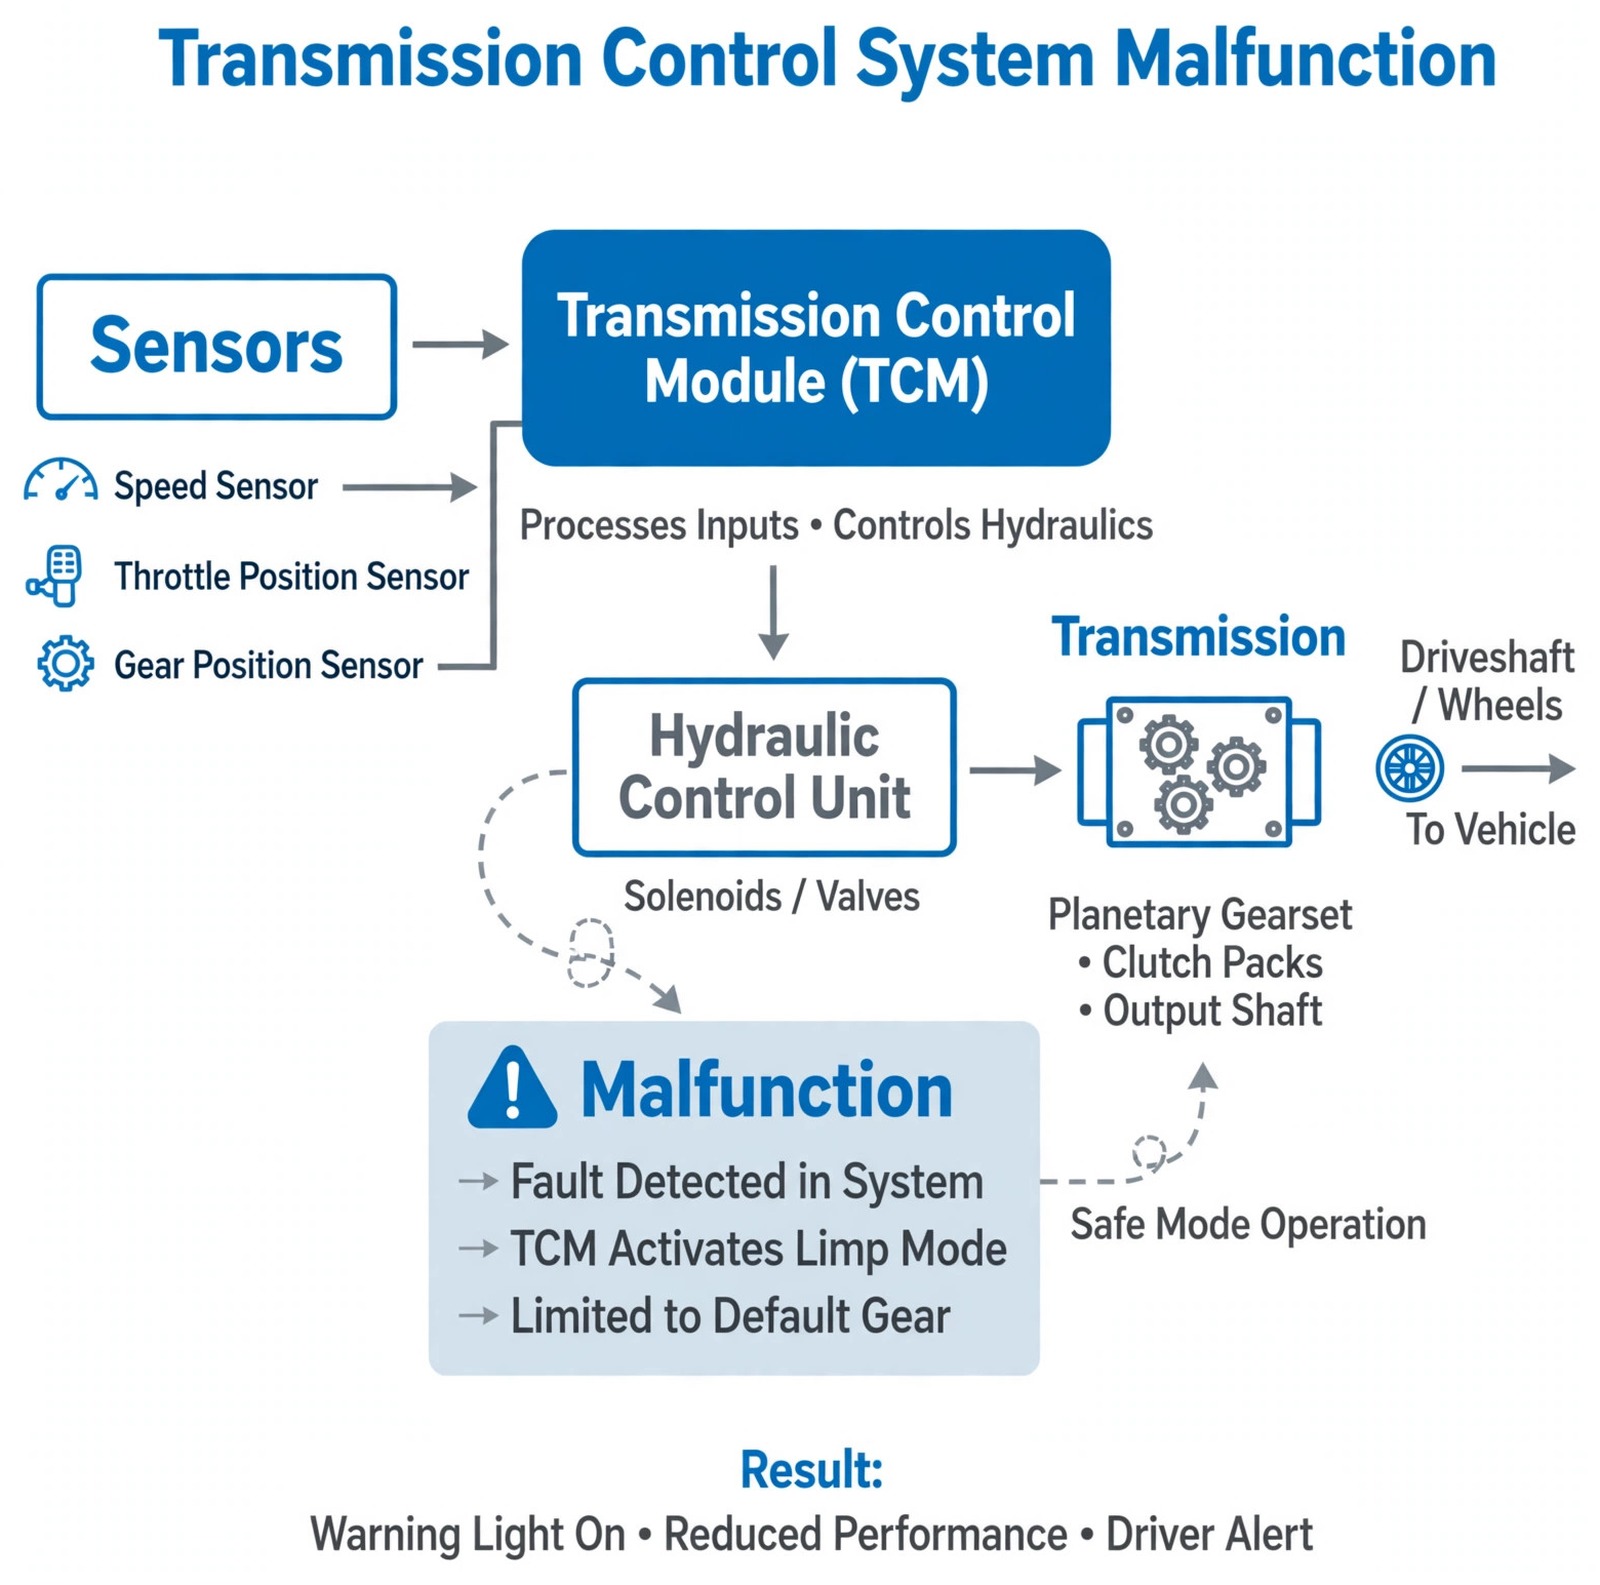 Transmission Control System Malfunction
Sensors
Transmission Control
Module (TCM)
Speed Sensor
Throttle Position Sensor
Gear Position Sensor
Processes Inputs • Controls Hydraulics
Hydraulic
Control Unit
Solenoids / Valves
Transmission
Driveshaft
/ Wheels
To Vehicle
Planetary Gearset
• Clutch Packs
• Output Shaft
Malfunction
→ Fault Detected in System
→ TCM Activates Limp Mode
→ Limited to Default Gear
Safe Mode Operation
Result:
Warning Light On • Reduced Performance • Driver Alert